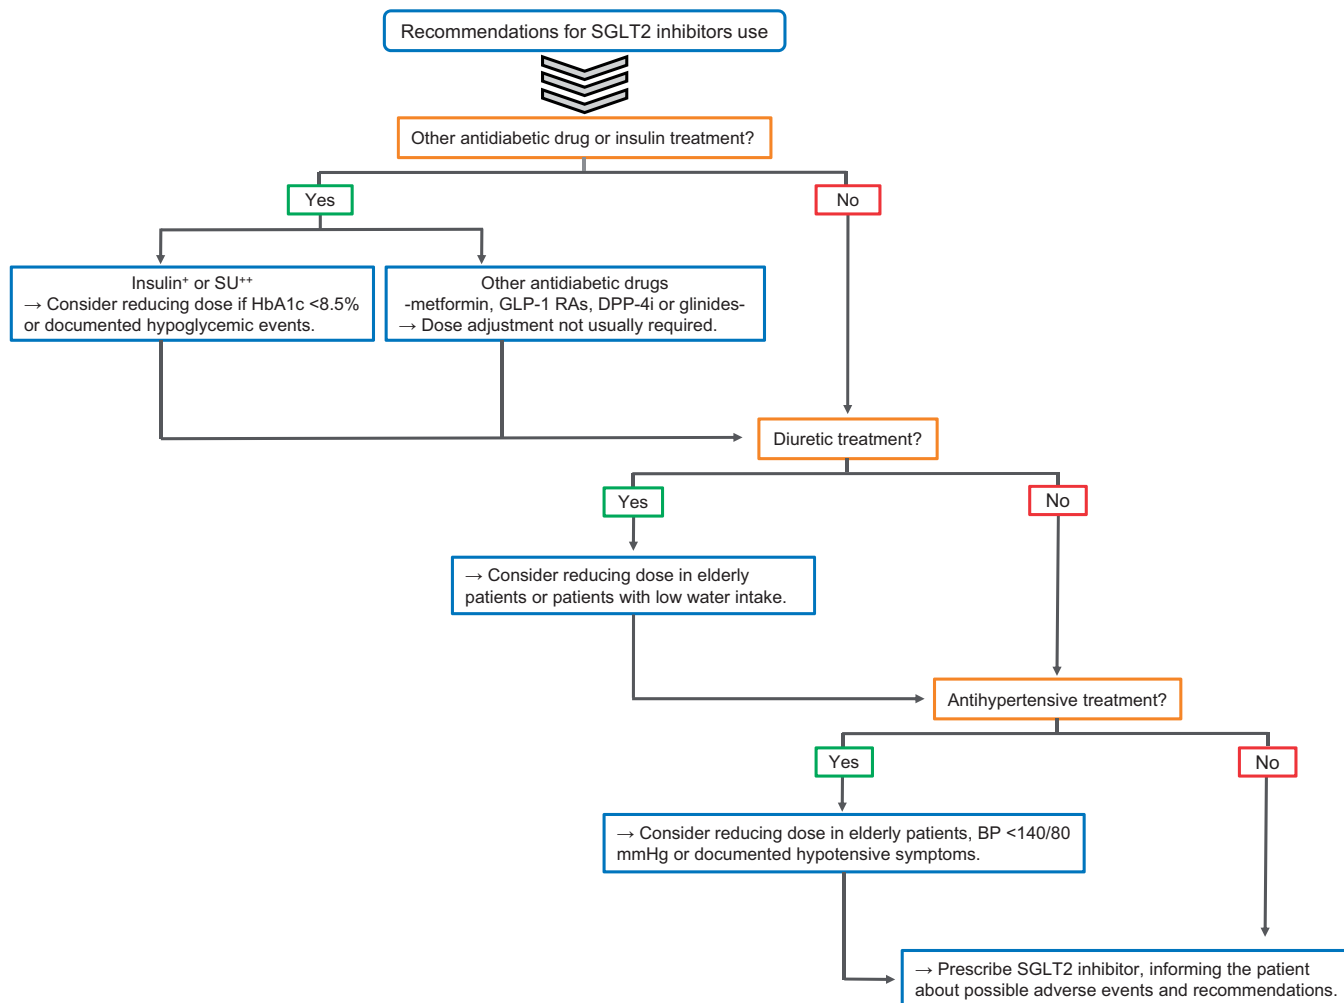 Recommendations for SGLT2 inhibitors use
Other antidiabetic drug or insulin treatment?
Yes
No
Insulin⁺ or SU⁺⁺
→ Consider reducing dose if HbA1c <8.5%
or documented hypoglycemic events.
Other antidiabetic drugs
-metformin, GLP-1 RAs, DPP-4i or glinides-
→ Dose adjustment not usually required.
Diuretic treatment?
Yes
No
→ Consider reducing dose in elderly
patients or patients with low water intake.
Antihypertensive treatment?
Yes
No
→ Consider reducing dose in elderly patients, BP <140/80
mmHg or documented hypotensive symptoms.
→ Prescribe SGLT2 inhibitor, informing the patient
about possible adverse events and recommendations.